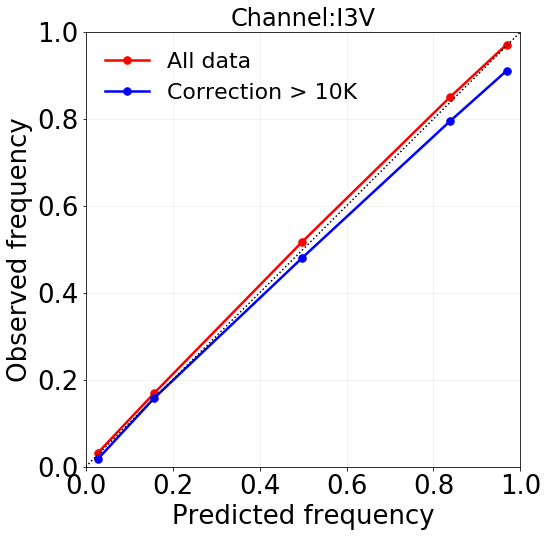 Channel:I3V
All data
Correction > 10K
Observed frequency
1.0
0.8
0.6
0.4
0.2
0.0
0.0 0.2 0.4 0.6 0.8 1.0
Predicted frequency